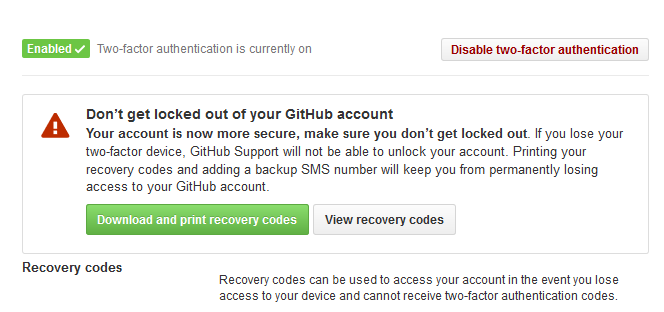 Enabled ✓ Two-factor authentication is currently on Disable two-factor authentication
Don’t get locked out of your GitHub account
Your account is now more secure, make sure you don’t get locked out. If you lose your
two-factor device, GitHub Support will not be able to unlock your account. Printing your
recovery codes and adding a backup SMS number will keep you from permanently losing
access to your GitHub account.
Download and print recovery codes View recovery codes
Recovery codes
Recovery codes can be used to access your account in the event you lose
access to your device and cannot receive two-factor authentication codes.